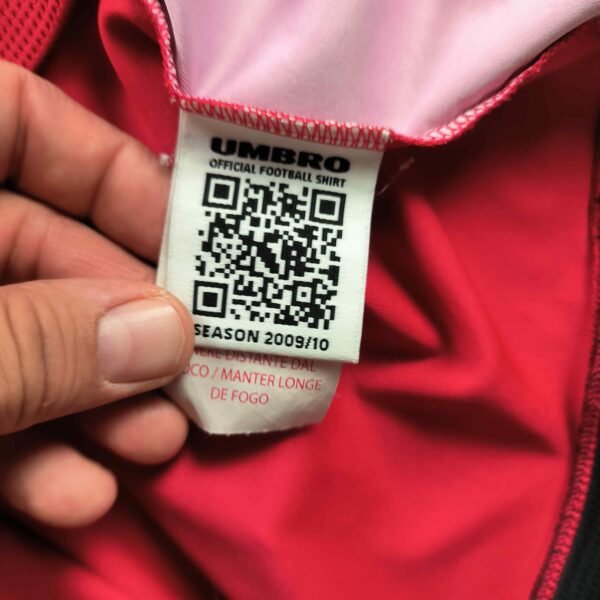 UMBRO
OFFICIAL FOOTBALL SHIRT
SEASON 2009/10
DISTANTE DAL
/ MANTER LONGE
DE FOGO